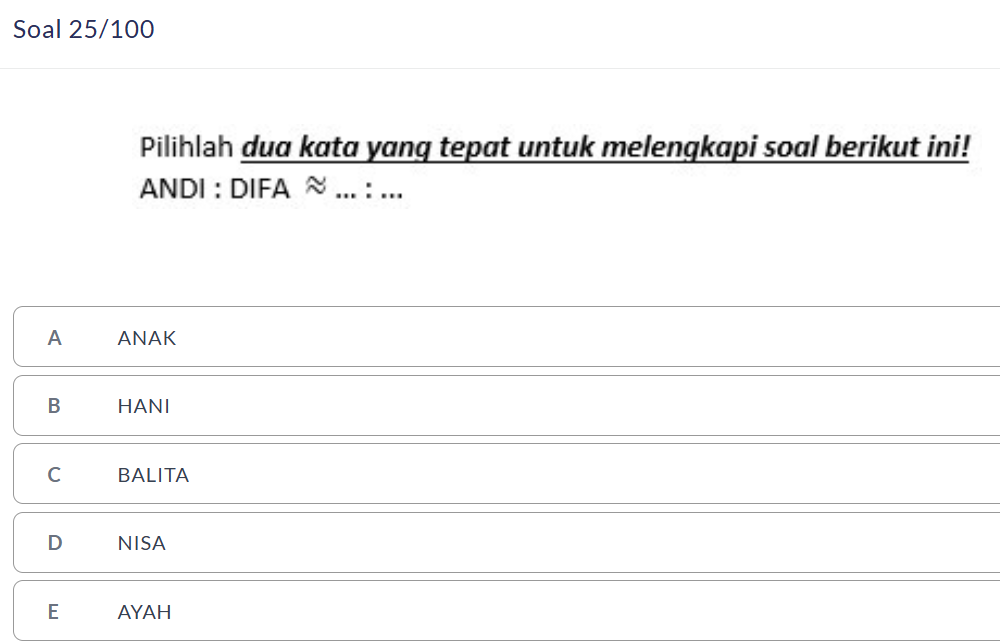 Soal 25/100
Pilihlah dua kata yang tepat untuk melengkapi soal berikut ini!
ANDI : DIFA ≈ ... : ...
A ANAK
B HANI
C BALITA
D NISA
E AYAH